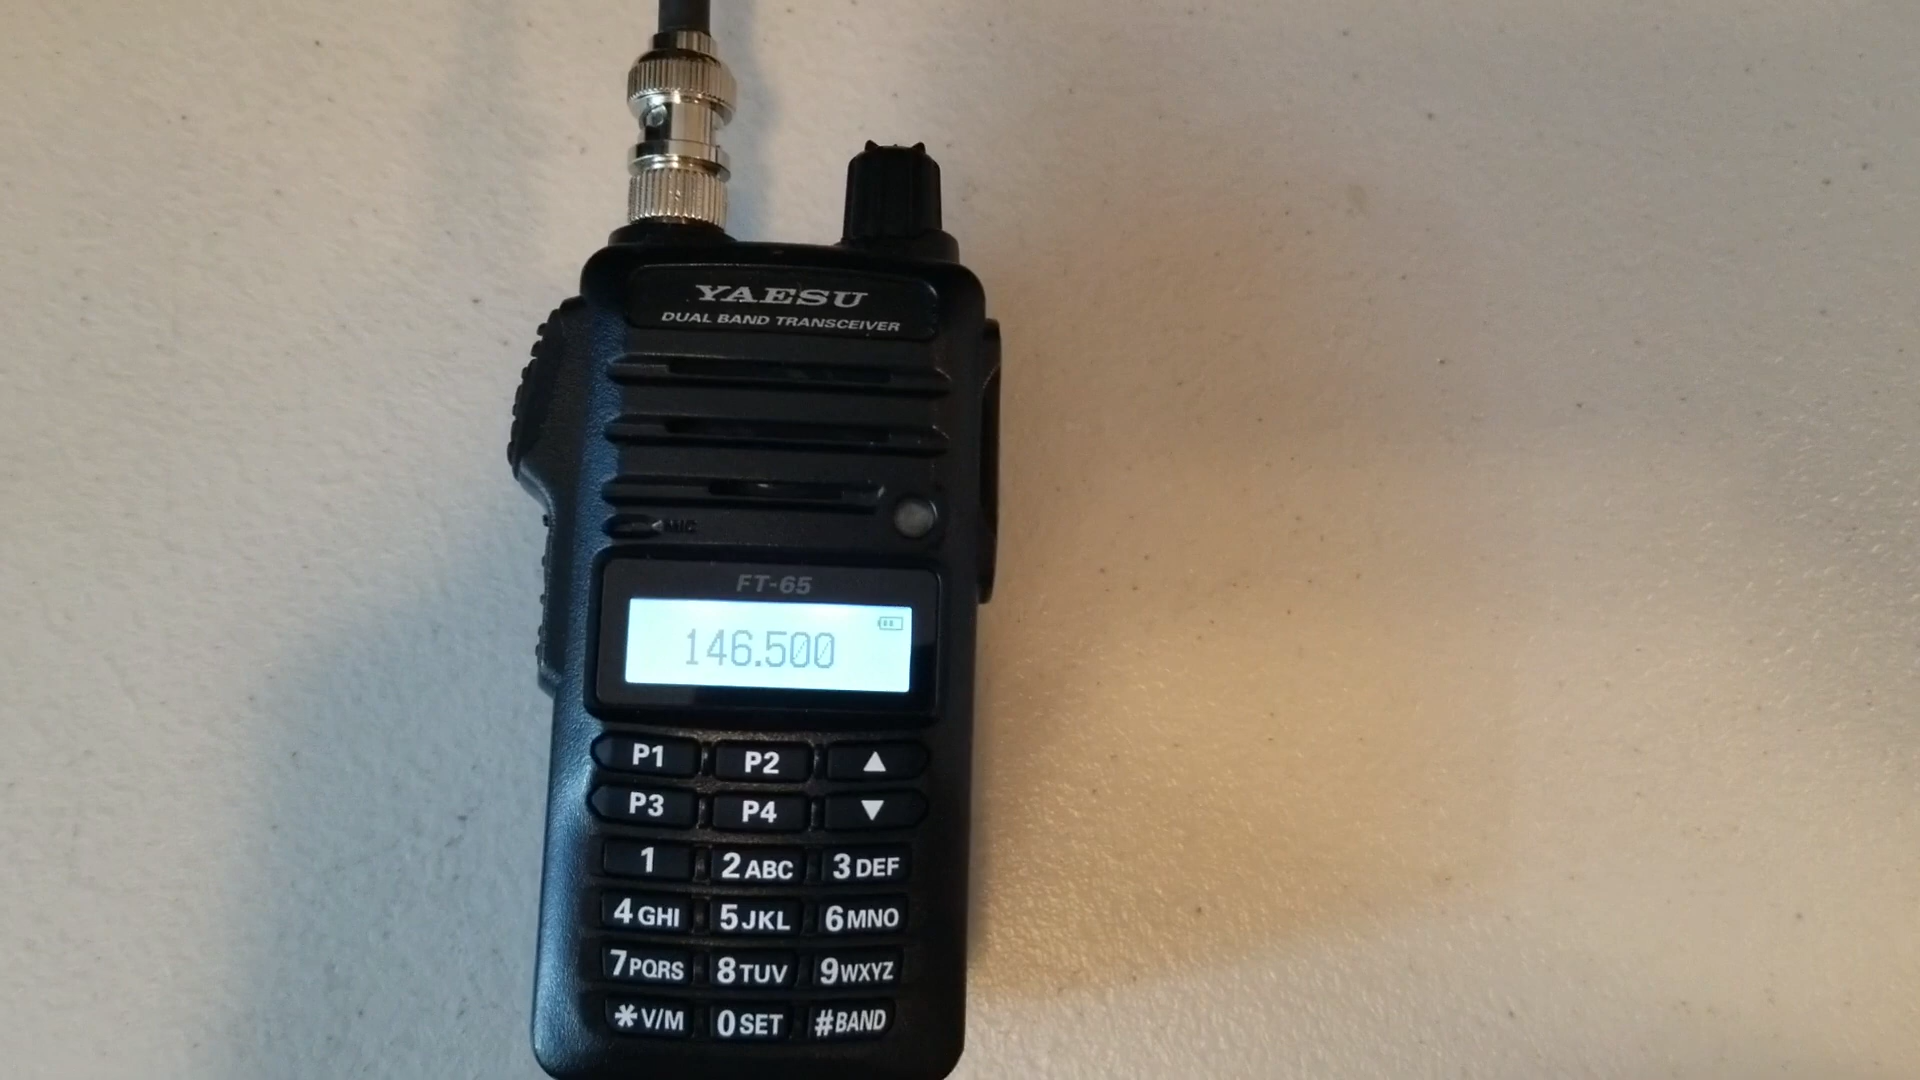 YAESU
DUAL BAND TRANSCEIVER
MIC
FT-65
146.500
P1 P2 ▲
P3 P4 ▼
1 2ABC 3DEF
4GHI 5JKL 6MNO
7PQRS 8TUV 9WXYZ
*V/M 0SET #BAND